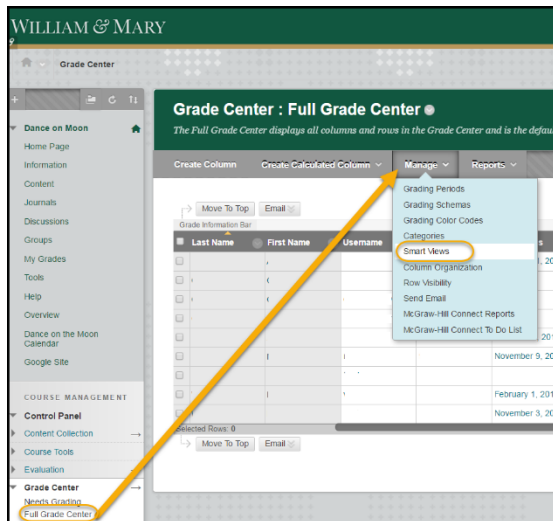 WILLIAM & MARY
Grade Center
Dance on Moon
Home Page
Information
Content
Journals
Discussions
Groups
My Grades
Tools
Help
Overview
Dance on the Moon
Calendar
Google Site
COURSE MANAGEMENT
Control Panel
Content Collection
Course Tools
Evaluation
Grade Center
Needs Grading
Full Grade Center
Grade Center : Full Grade Center
The Full Grade Center displays all columns and rows in the Grade Center and is the
Create Column Create Calculated Column Manage Reports
Grading Periods
Grading Schemas
Grading Color Codes
Categories
Smart Views
Column Organization
Row Visibility
Send Email
McGraw-Hill Connect Reports
McGraw-Hill Connect To Do List
Move To Top Email
Grade Information Bar
Last Name First Name Username
November 9, 20
February 1, 201
November 3, 20
Selected Rows: 0
Move To Top Email